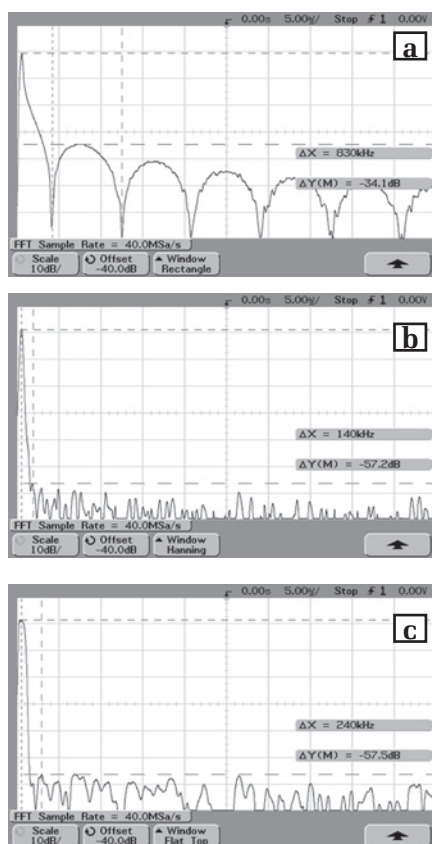 0.00s 5.00㎲/ Stop 1 0.00V
a
ΔX = 830kHz
ΔY(M) = -34.1dB
FFT Sample Rate = 40.0MSa/s
Scale Offset Window
10dB/ -40.0dB Rectangle
0.00s 5.00㎲/ Stop 1 0.00V
b
ΔX = 140kHz
ΔY(M) = -57.2dB
FFT Sample Rate = 40.0MSa/s
Scale Offset Window
10dB/ -40.0dB Hanning
0.00s 5.00㎲/ Stop 1 0.00V
c
ΔX = 240kHz
ΔY(M) = -57.5dB
FFT Sample Rate = 40.0MSa/s
Scale Offset Window
10dB/ -40.0dB Flat Top